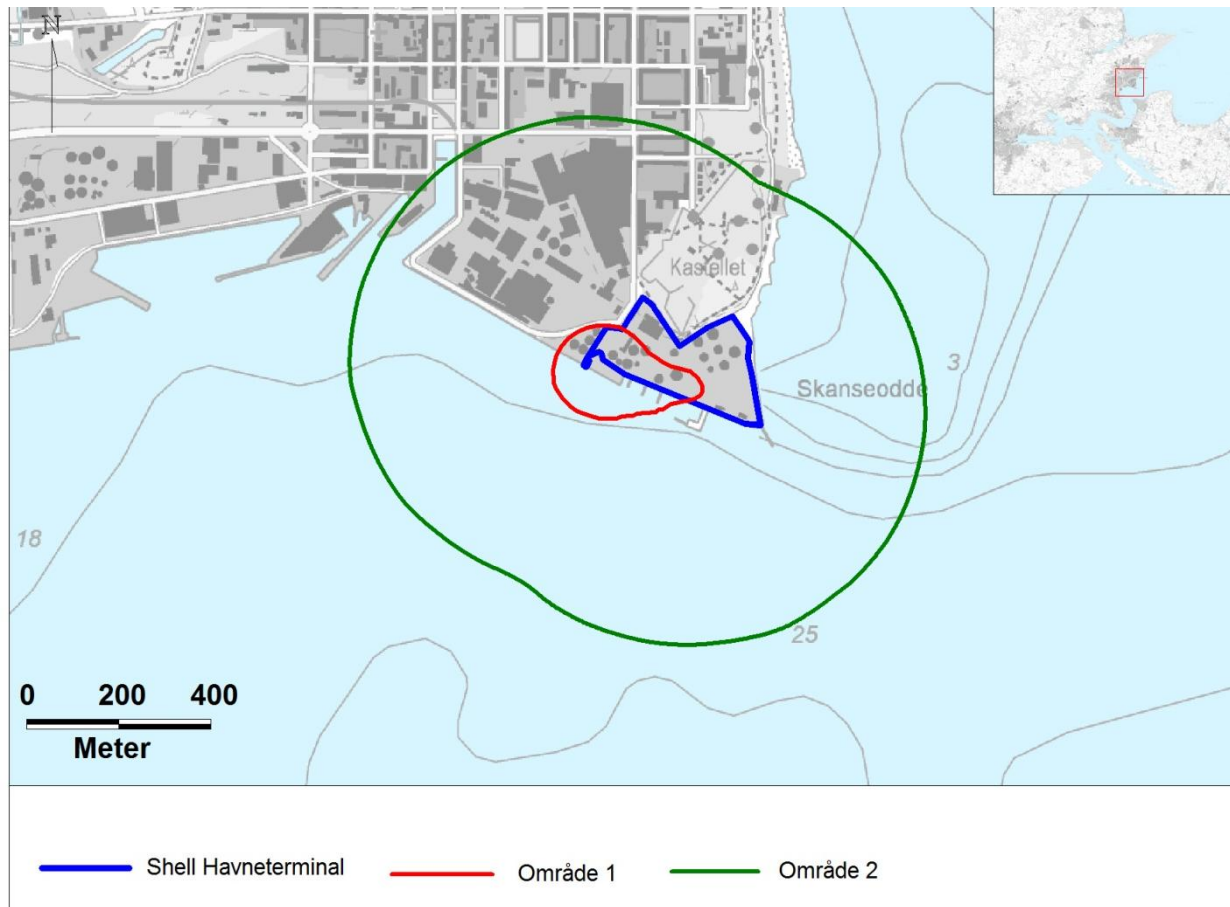 N
Kastellet
Skanseodde
3
18
25
0 200 400
Meter
Shell Havneterminal
Område 1
Område 2